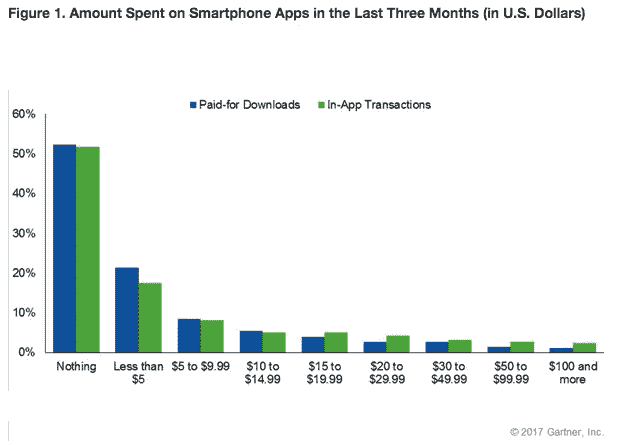 Figure 1. Amount Spent on Smartphone Apps in the Last Three Months (in U.S. Dollars)
Paid-for Downloads In-App Transactions
60%
50%
40%
30%
20%
10%
0%
Nothing Less than $5 to $9.99 $10 to $15 to $20 to $30 to $50 to $100 and
$5 $14.99 $19.99 $29.99 $49.99 $99.99 more
© 2017 Gartner, Inc.